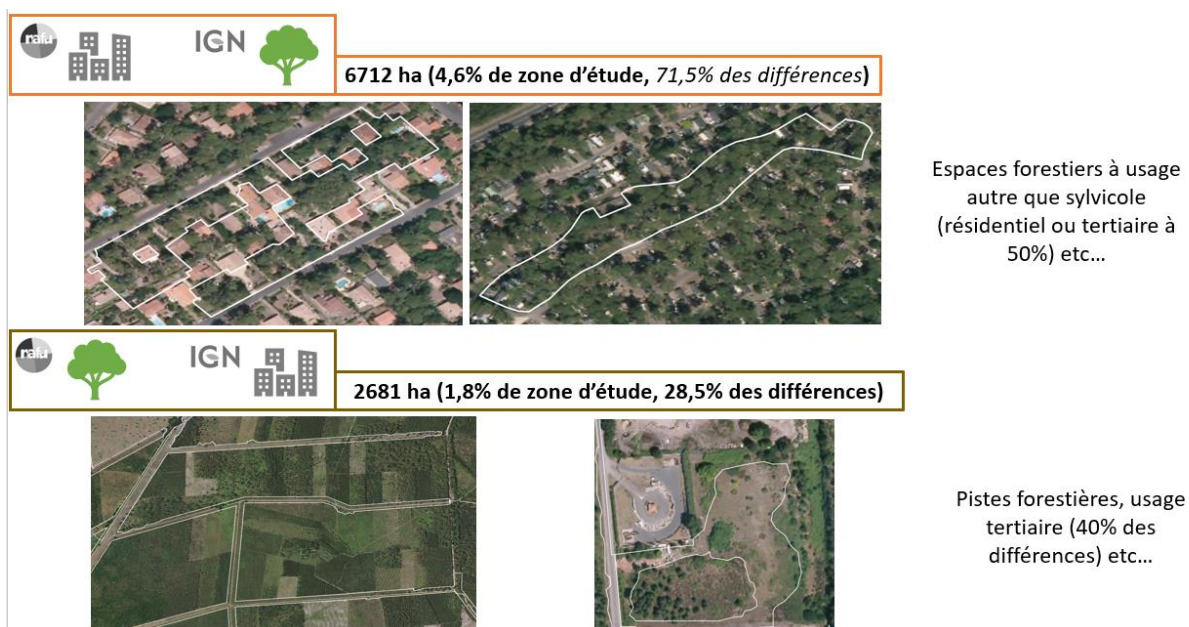 nafu
IGN
6712 ha (4,6% de zone d'étude, 71,5% des différences)
Espaces forestiers à usage
autre que sylvicole
(résidentiel ou tertiaire à
50%) etc...
nafu
IGN
2681 ha (1,8% de zone d'étude, 28,5% des différences)
Pistes forestières, usage
tertiaire (40% des
différences) etc...